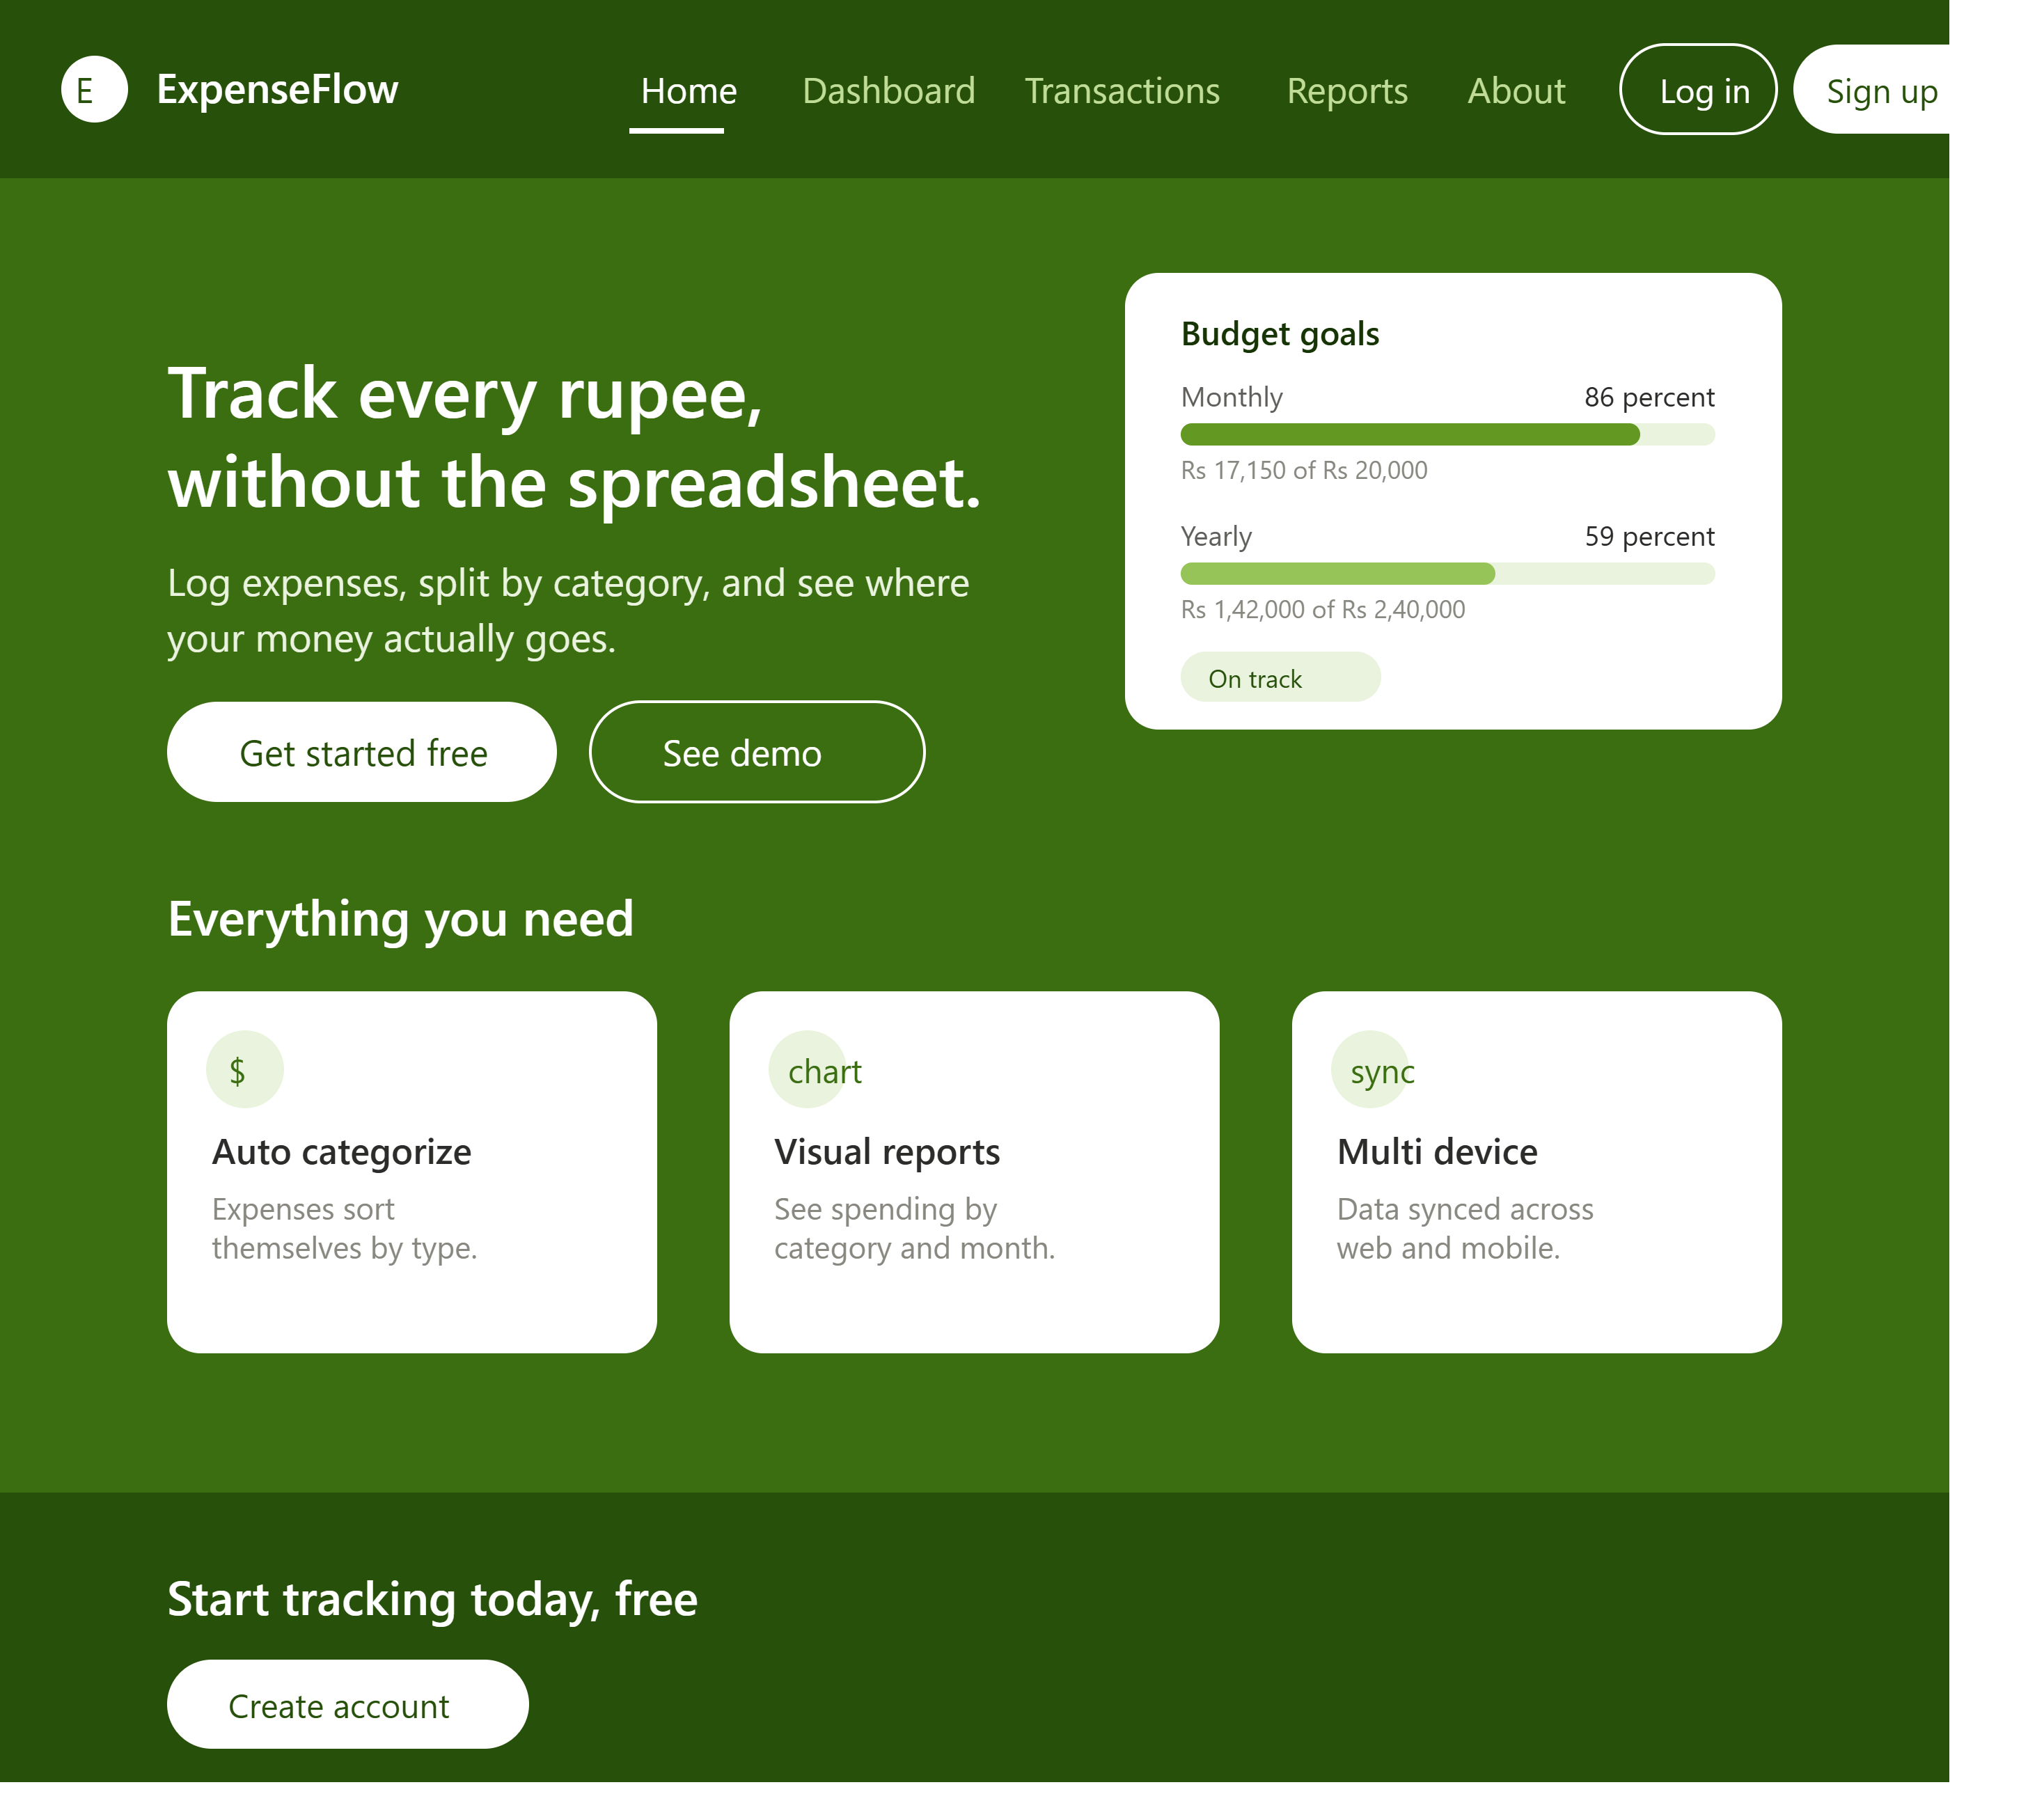 E ExpenseFlow Home Dashboard Transactions Reports About Log in Sign up
Track every rupee,
without the spreadsheet.
Log expenses, split by category, and see where
your money actually goes.
Get started free See demo
Budget goals
Monthly 86 percent
Rs 17,150 of Rs 20,000
Yearly 59 percent
Rs 1,42,000 of Rs 2,40,000
On track
Everything you need
$
Auto categorize
Expenses sort
themselves by type.
chart
Visual reports
See spending by
category and month.
sync
Multi device
Data synced across
web and mobile.
Start tracking today, free
Create account